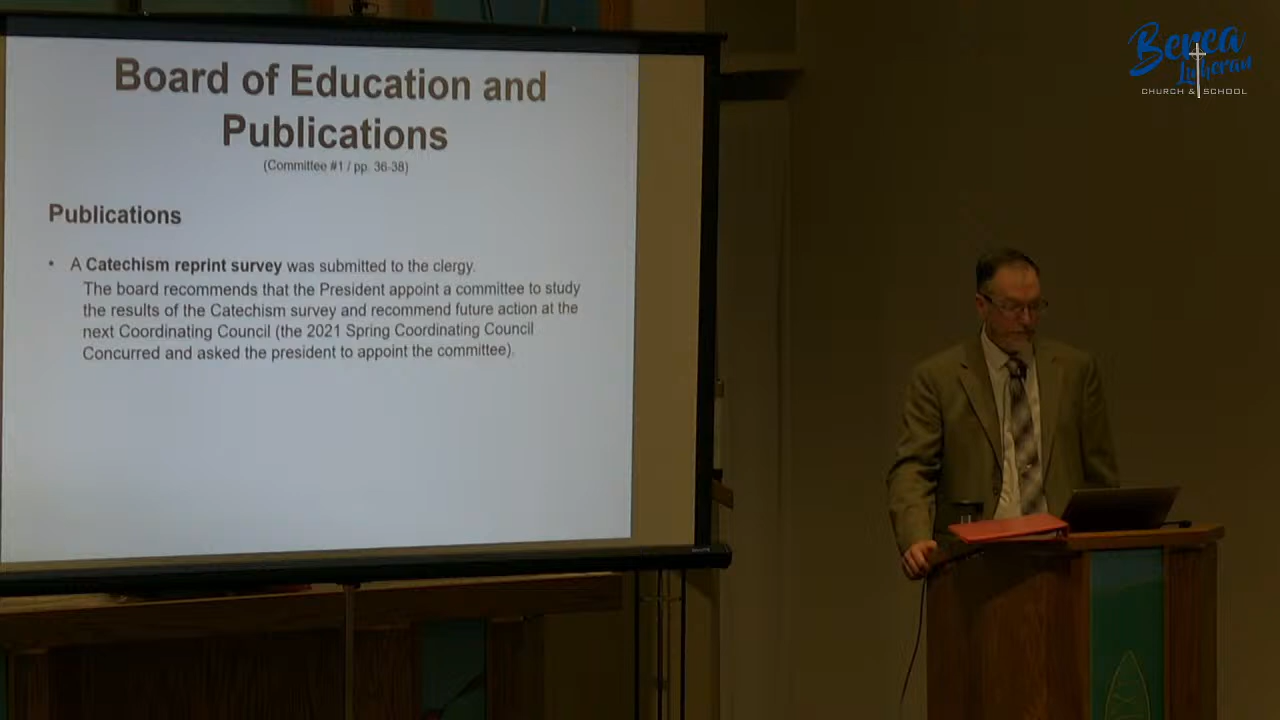 Board of Education and
Publications
(Committee #1 / pp. 36-38)
Publications
• A Catechism reprint survey was submitted to the clergy.
The board recommends that the President appoint a committee to study
the results of the Catechism survey and recommend future action at the
next Coordinating Council (the 2021 Spring Coordinating Council
Concurred and asked the president to appoint the committee).
Berea
Lutheran
CHURCH & SCHOOL